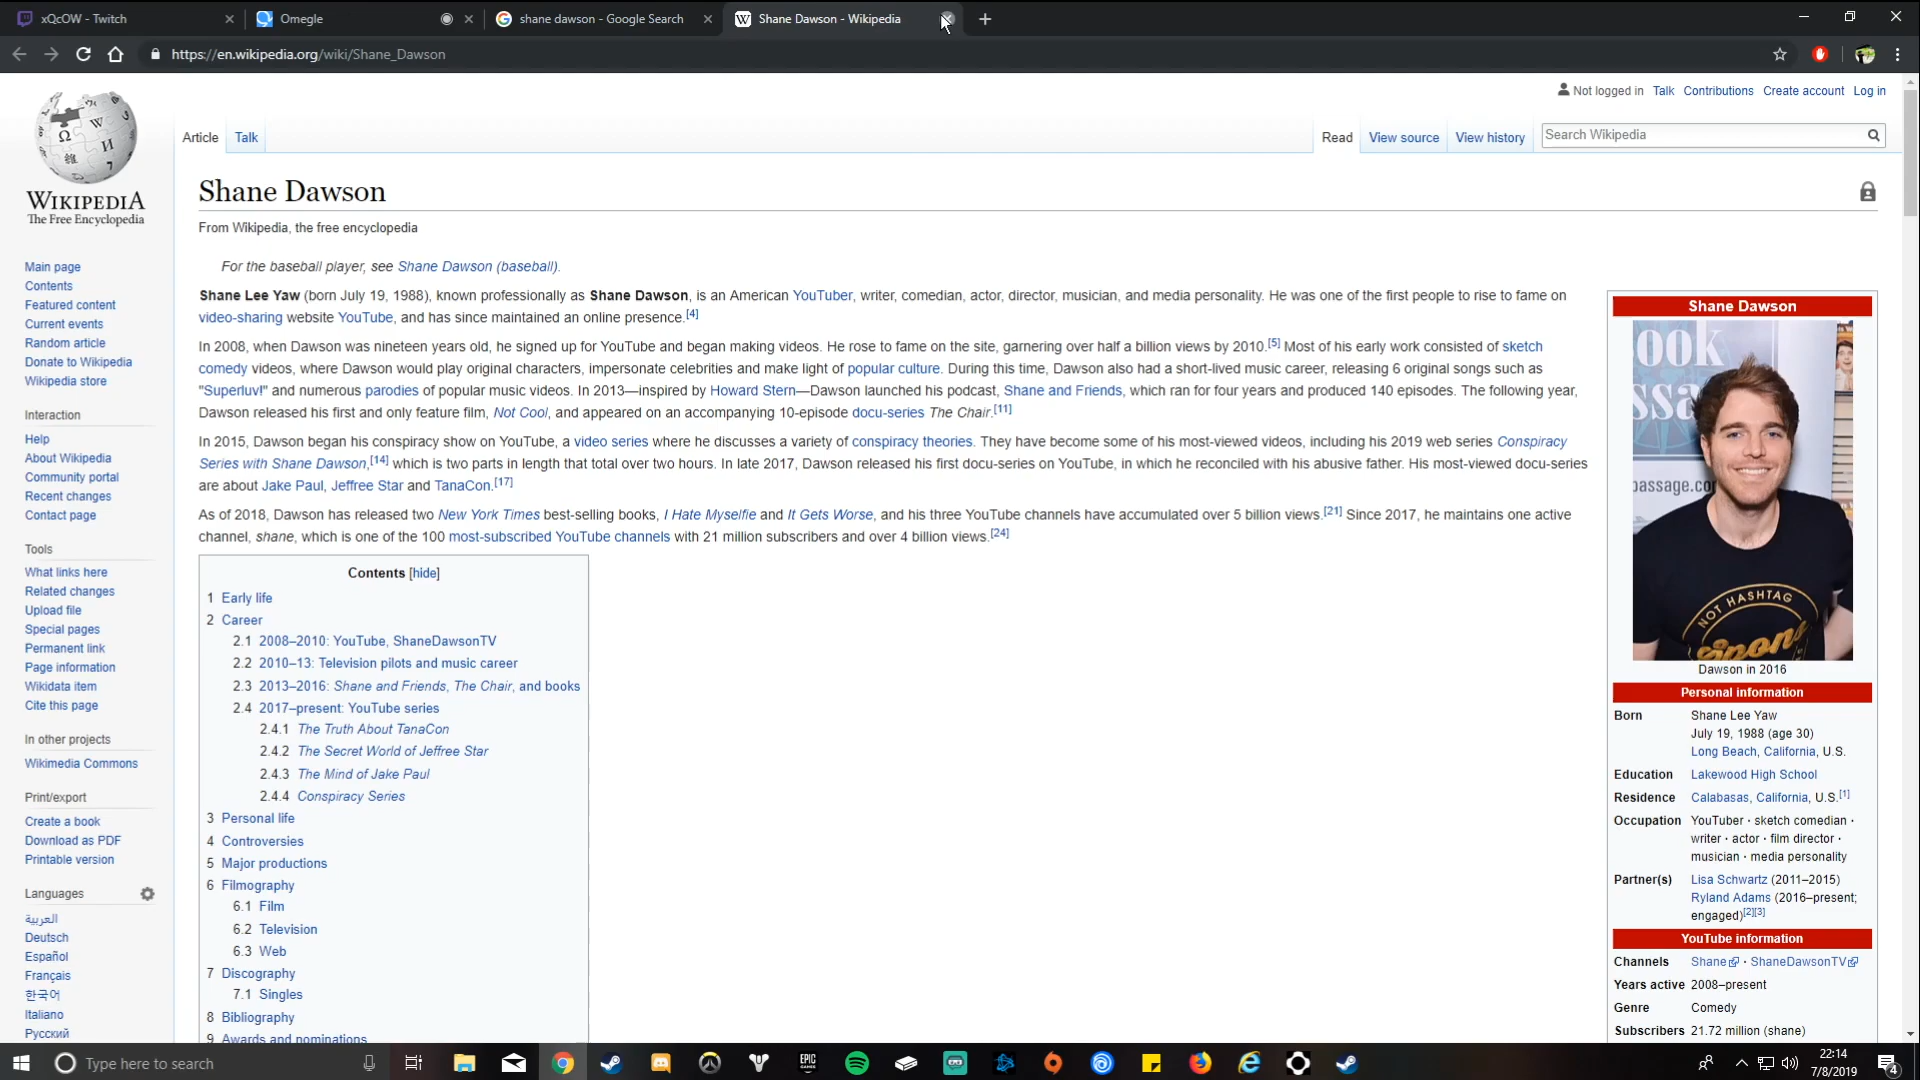 xQcOW - Twitch
Omegle
shane dawson - Google Search
Shane Dawson - Wikipedia
https://en.wikipedia.org/wiki/Shane_Dawson
Not logged in Talk Contributions Create account Log in
Article Talk
Read View source View history Search Wikipedia
WIKIPEDIA
The Free Encyclopedia
Main page
Contents
Featured content
Current events
Random article
Donate to Wikipedia
Wikipedia store
Interaction
Help
About Wikipedia
Community portal
Recent changes
Contact page
Tools
What links here
Related changes
Upload file
Special pages
Permanent link
Page information
Wikidata item
Cite this page
In other projects
Wikimedia Commons
Print/export
Create a book
Download as PDF
Printable version
Languages
العربية
Deutsch
Español
Français
한국어
Italiano
Русский
Shane Dawson
From Wikipedia, the free encyclopedia
For the baseball player, see Shane Dawson (baseball).
Shane Lee Yaw (born July 19, 1988), known professionally as Shane Dawson, is an American YouTuber, writer, comedian, actor, director, musician, and media personality. He was one of the first people to rise to fame on
video-sharing website YouTube, and has since maintained an online presence.[4]
In 2008, when Dawson was nineteen years old, he signed up for YouTube and began making videos. He rose to fame on the site, garnering over half a billion views by 2010.[5] Most of his early work consisted of sketch
comedy videos, where Dawson would play original characters, impersonate celebrities and make light of popular culture. During this time, Dawson also had a short-lived music career, releasing 6 original songs such as
"Superluv!" and numerous parodies of popular music videos. In 2013—inspired by Howard Stern—Dawson launched his podcast, Shane and Friends, which ran for four years and produced 140 episodes. The following year,
Dawson released his first and only feature film, Not Cool, and appeared on an accompanying 10-episode docu-series The Chair.[11]
In 2015, Dawson began his conspiracy show on YouTube, a video series where he discusses a variety of conspiracy theories. They have become some of his most-viewed videos, including his 2019 web series Conspiracy
Series with Shane Dawson,[14] which is two parts in length that total over two hours. In late 2017, Dawson released his first docu-series on YouTube, in which he reconciled with his abusive father. His most-viewed docu-series
are about Jake Paul, Jeffree Star and TanaCon.[17]
As of 2018, Dawson has released two New York Times best-selling books, I Hate Myselfie and It Gets Worse, and his three YouTube channels have accumulated over 5 billion views.[21] Since 2017, he maintains one active
channel, shane, which is one of the 100 most-subscribed YouTube channels with 21 million subscribers and over 4 billion views.[24]
Contents [hide]
1 Early life
2 Career
2.1 2008–2010: YouTube, ShaneDawsonTV
2.2 2010–13: Television pilots and music career
2.3 2013–2016: Shane and Friends, The Chair, and books
2.4 2017–present: YouTube series
2.4.1 The Truth About TanaCon
2.4.2 The Secret World of Jeffree Star
2.4.3 The Mind of Jake Paul
2.4.4 Conspiracy Series
3 Personal life
4 Controversies
5 Major productions
6 Filmography
6.1 Film
6.2 Television
6.3 Web
7 Discography
7.1 Singles
8 Bibliography
9 Awards and nominations
Shane Dawson
ook
ssa
passage.co
NOT HASHTAG
Dawson in 2016
Personal information
Born Shane Lee Yaw
July 19, 1988 (age 30)
Long Beach, California, U.S.
Education Lakewood High School
Residence Calabasas, California, U.S.[1]
Occupation YouTuber · sketch comedian ·
writer · actor · film director ·
musician · media personality
Partner(s) Lisa Schwartz (2011–2015)
Ryland Adams (2016–present;
engaged)[2][3]
YouTube information
Channels Shane · ShaneDawsonTV
Years active 2008–present
Genre Comedy
Subscribers 21.72 million (shane)
Type here to search
EPIC
GAMES
22:14
7/8/2019
4